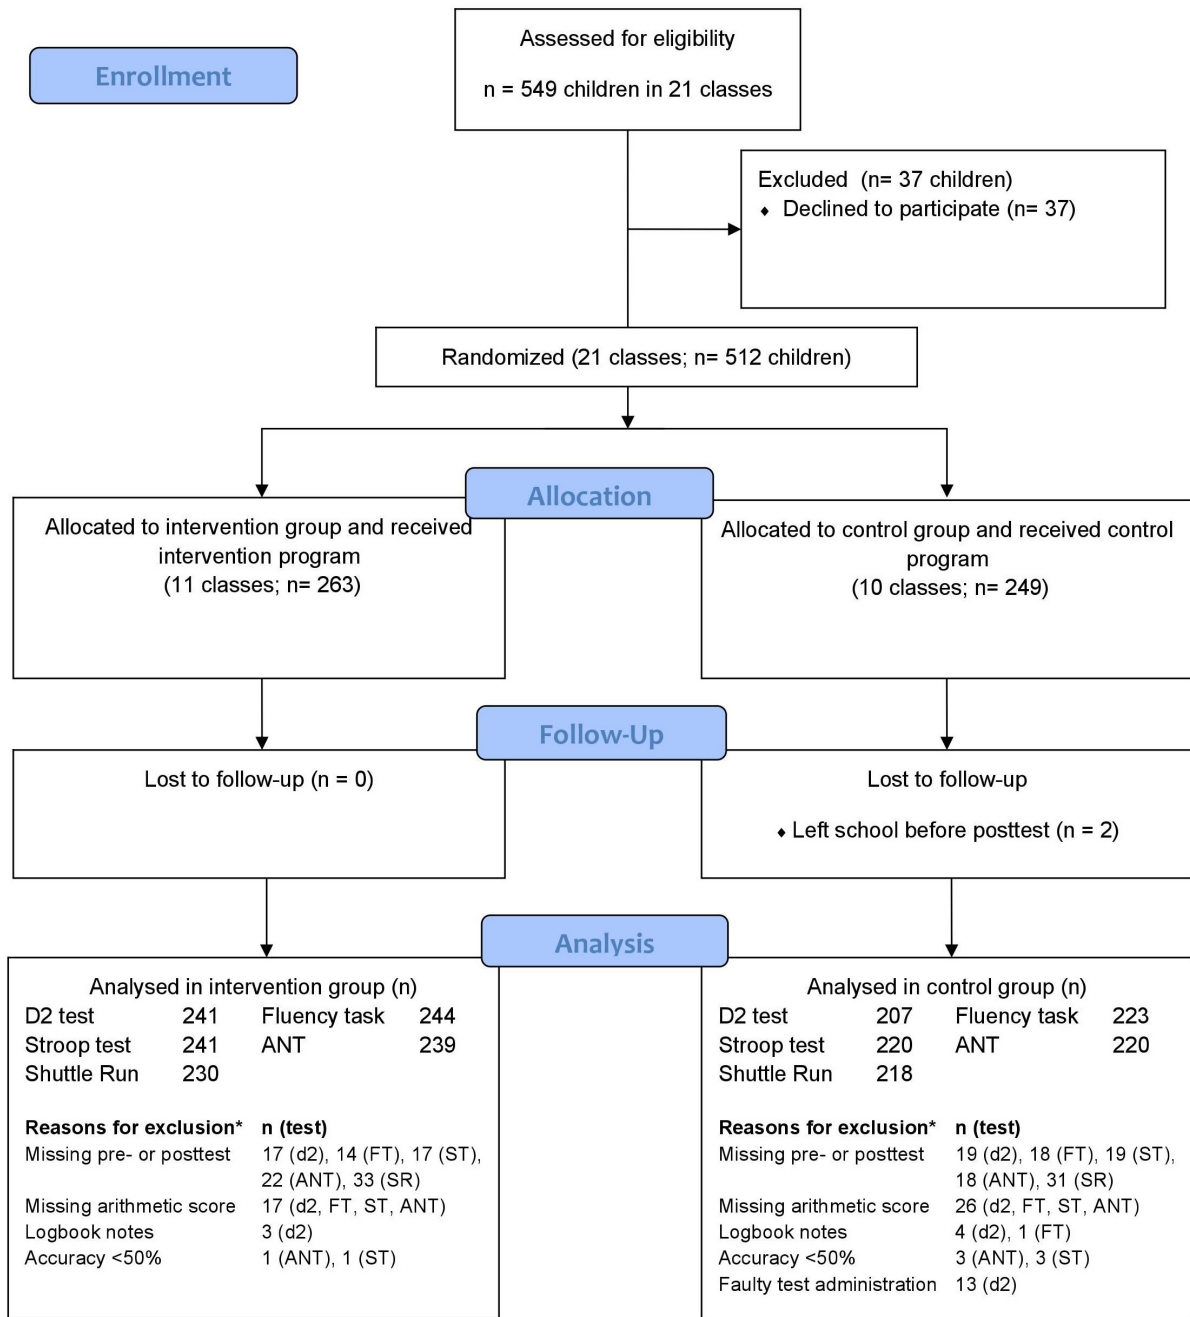 Enrollment
Assessed for eligibility
n = 549 children in 21 classes
Excluded (n= 37 children)
♦ Declined to participate (n= 37)
Randomized (21 classes; n= 512 children)
Allocation
Allocated to intervention group and received
intervention program
(11 classes; n= 263)
Allocated to control group and received control
program
(10 classes; n= 249)
Follow-Up
Lost to follow-up (n = 0)
Lost to follow-up
♦ Left school before posttest (n = 2)
Analysis
Analysed in intervention group (n)
D2 test 241 Fluency task 244
Stroop test 241 ANT 239
Shuttle Run 230
Reasons for exclusion* n (test)
Missing pre- or posttest 17 (d2), 14 (FT), 17 (ST),
22 (ANT), 33 (SR)
Missing arithmetic score 17 (d2, FT, ST, ANT)
Logbook notes 3 (d2)
Accuracy <50% 1 (ANT), 1 (ST)
Analysed in control group (n)
D2 test 207 Fluency task 223
Stroop test 220 ANT 220
Shuttle Run 218
Reasons for exclusion* n (test)
Missing pre- or posttest 19 (d2), 18 (FT), 19 (ST),
18 (ANT), 31 (SR)
Missing arithmetic score 26 (d2, FT, ST, ANT)
Logbook notes 4 (d2), 1 (FT)
Accuracy <50% 3 (ANT), 3 (ST)
Faulty test administration 13 (d2)